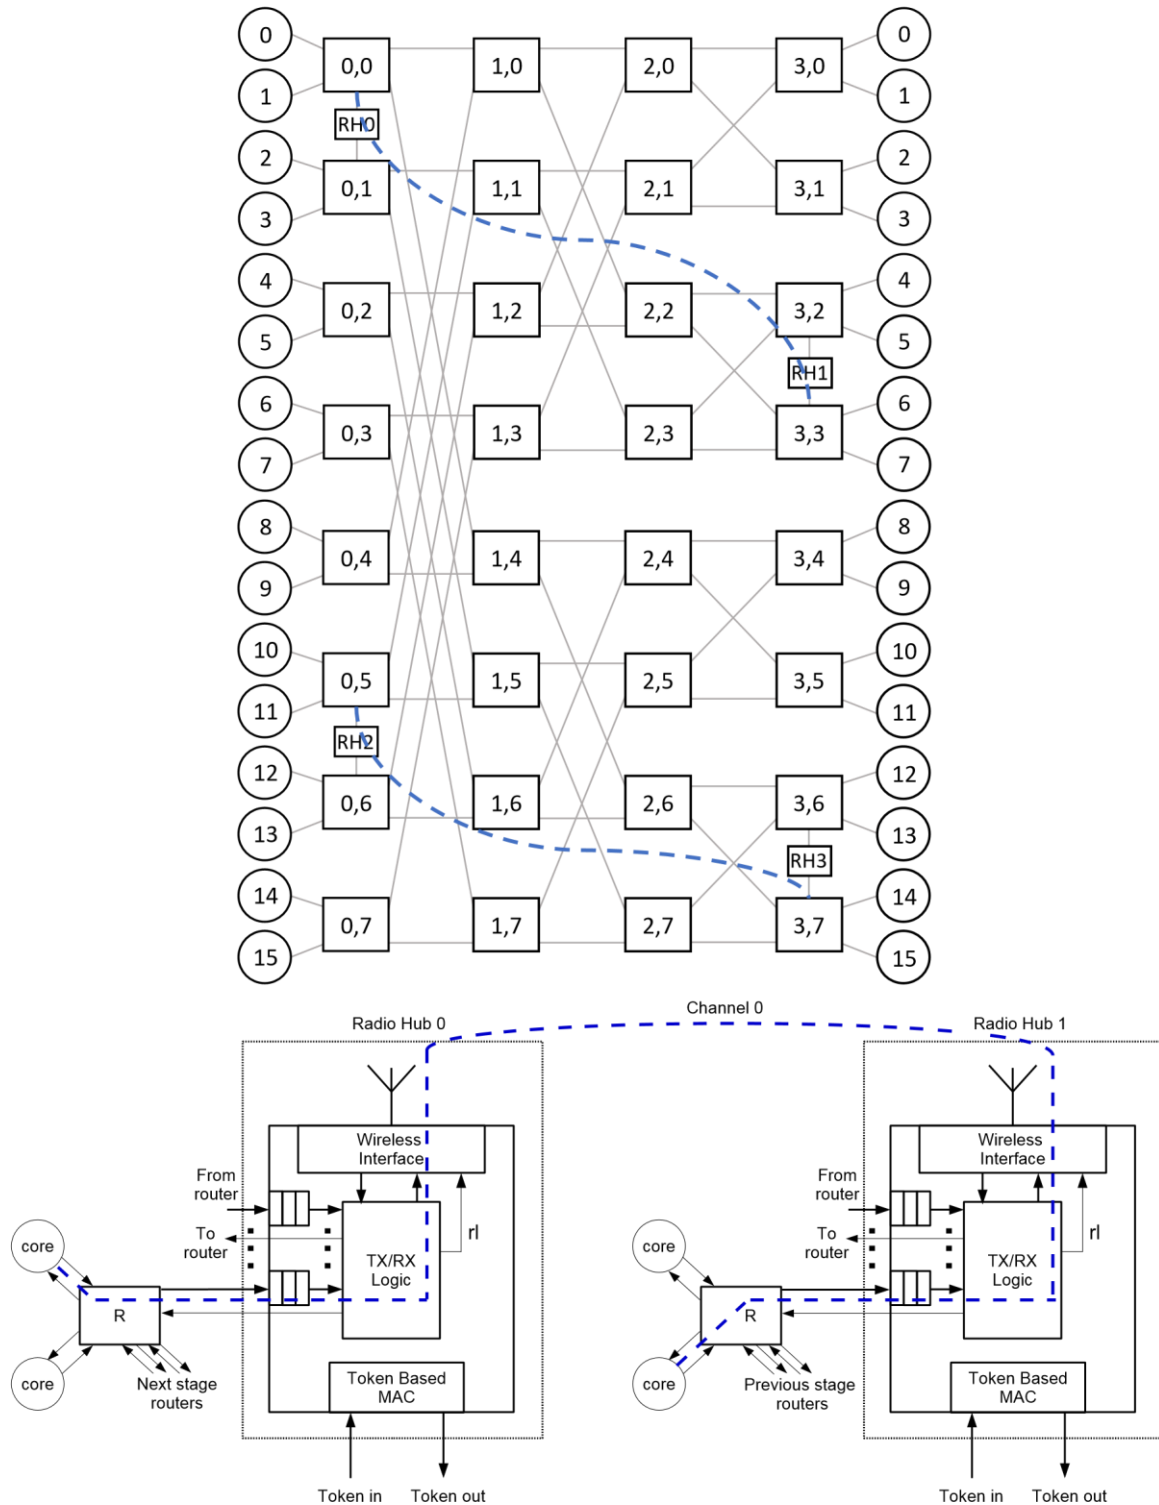 0 0
0,0 1,0 2,0 3,0
1 1
RH0
2 2
0,1 1,1 2,1 3,1
3 3
4 4
0,2 1,2 2,2 3,2
5 5
RH1
6 6
0,3 1,3 2,3 3,3
7 7
8 8
0,4 1,4 2,4 3,4
9 9
10 10
0,5 1,5 2,5 3,5
11 11
RH2
12 12
0,6 1,6 2,6 3,6
13 13
RH3
14 14
0,7 1,7 2,7 3,7
15 15
Channel 0
Radio Hub 0
Wireless
Interface
From
router
To
router
rl
TX/RX
Logic
core
R
core
Next stage
routers
Token Based
MAC
Token in
Token out
Radio Hub 1
Wireless
Interface
From
router
To
router
rl
TX/RX
Logic
core
R
core
Previous stage
routers
Token Based
MAC
Token in
Token out